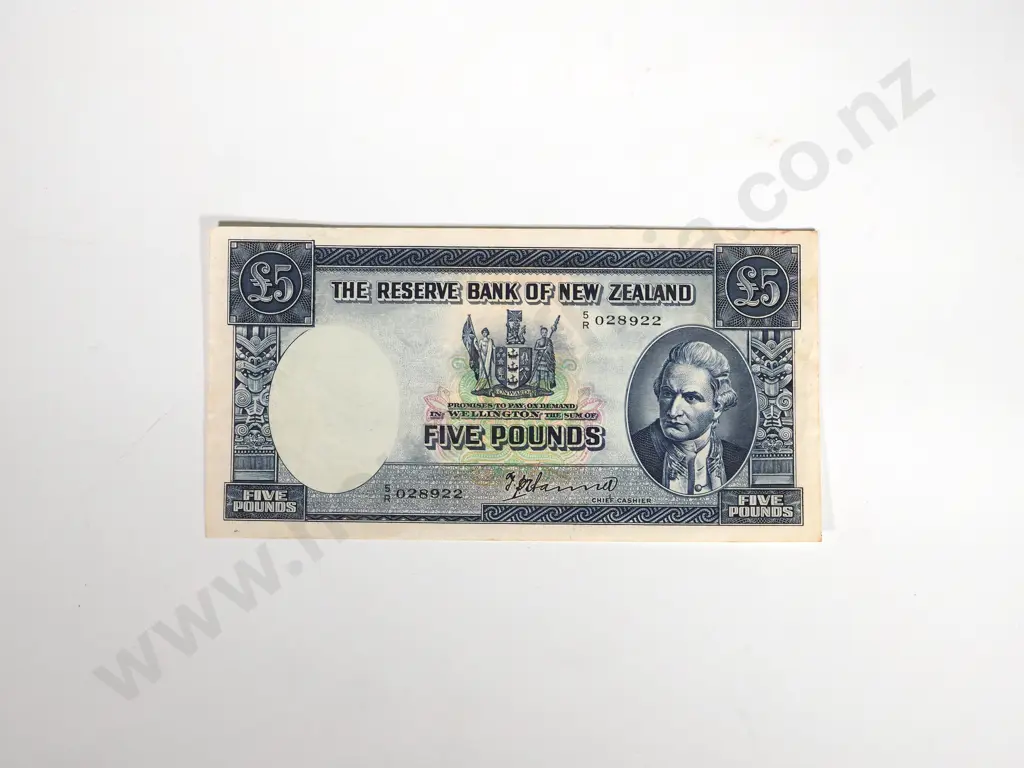 £5
£5
THE RESERVE BANK OF NEW ZEALAND
5/R 028922
ONWARD
PROMISES TO PAY ON DEMAND
IN WELLINGTON THE SUM OF
FIVE POUNDS
5/R 028922
CHIEF CASHIER
FIVE
POUNDS
FIVE
POUNDS